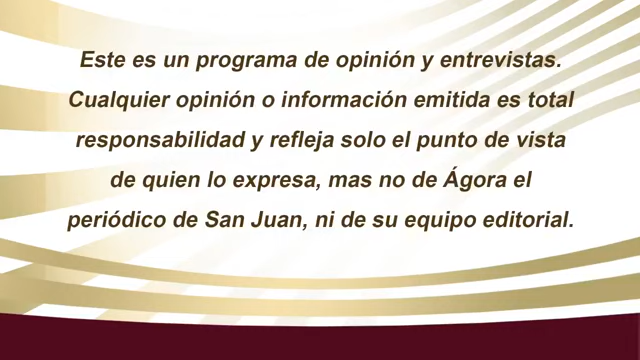 Este es un programa de opinión y entrevistas.
Cualquier opinión o información emitida es total
responsabilidad y refleja solo el punto de vista
de quien lo expresa, mas no de Ágora el
periódico de San Juan, ni de su equipo editorial.